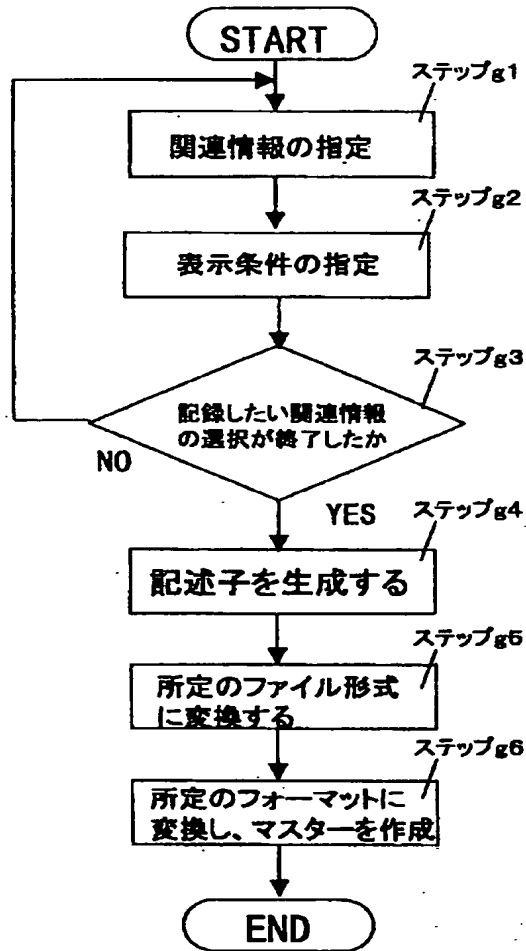 START
ステップg1
関連情報の指定
ステップg2
表示条件の指定
ステップg3
記録したい関連情報
の選択が終了したか
NO
YES
ステップg4
記述子を生成する
ステップg5
所定のファイル形式
に変換する
ステップg6
所定のフォーマットに
変換し、マスターを作成
END